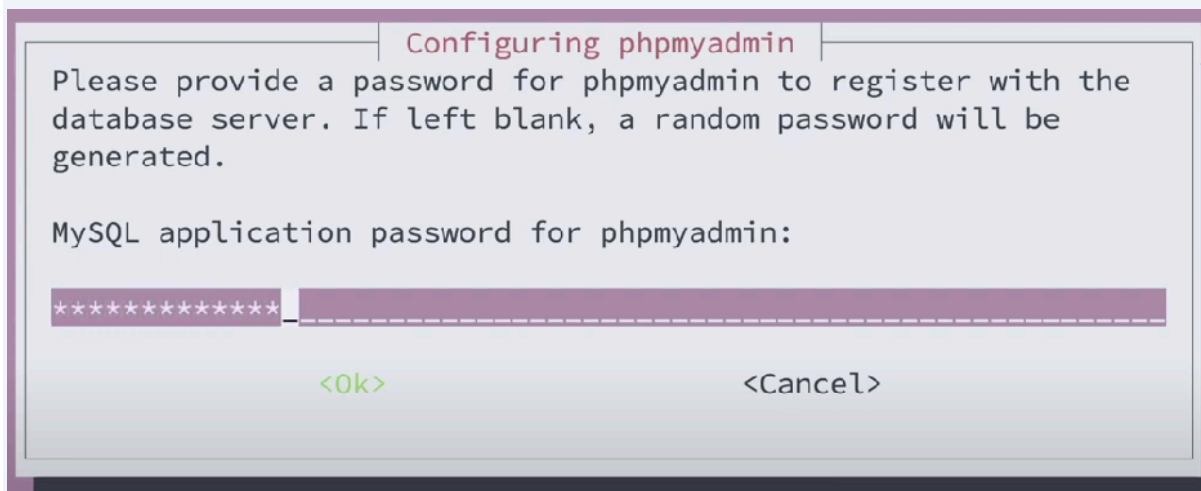 Configuring phpmyadmin
Please provide a password for phpmyadmin to register with the
database server. If left blank, a random password will be
generated.
MySQL application password for phpmyadmin:
*************_________________________________________________
<Ok> <Cancel>